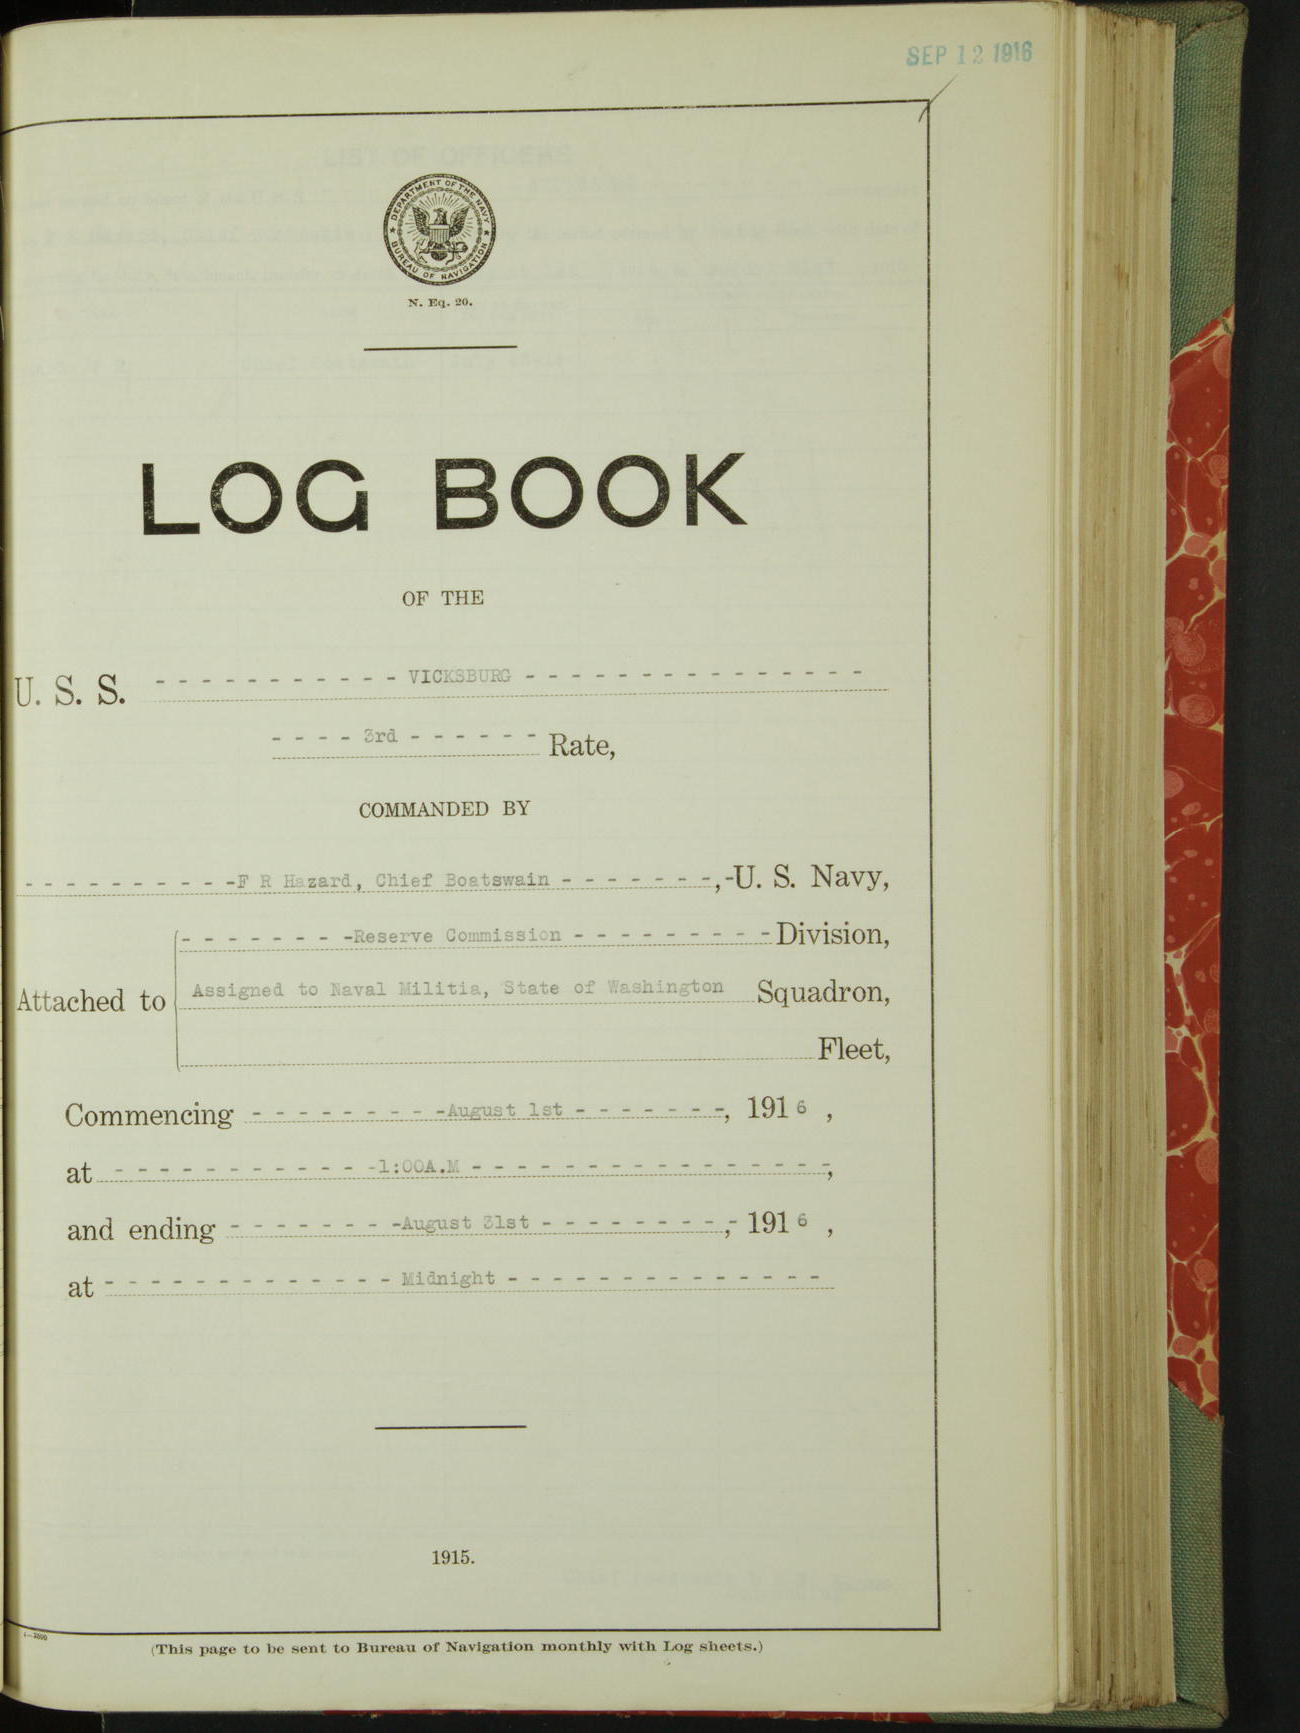 SEP 12 1916
DEPARTMENT OF THE NAVY
BUREAU OF NAVIGATION
N. Eq. 20.
LOG BOOK
OF THE
U. S. S. - - - - - - - - - - - VICKSBURG - - - - - - - - - - - - - - -
- - - - 3rd - - - - - - Rate,
COMMANDED BY
- - - - - - - - - -F R Hazard, Chief Boatswain - - - - - - -,-U. S. Navy,
- - - - - - - -Reserve Commission - - - - - - - - - Division,
Attached to Assigned to Naval Militia, State of Washington Squadron,
Fleet,
Commencing - - - - - - - - -August 1st - - - - - - -, 1916 ,
at - - - - - - - - - - - -1:00A.M - - - - - - - - - - - - - - - -,
and ending - - - - - - - -August 31st - - - - - - - - -,- 1916 ,
at - - - - - - - - - - - - - Midnight - - - - - - - - - - - - - -
1915.
(This page to be sent to Bureau of Navigation monthly with Log sheets.)